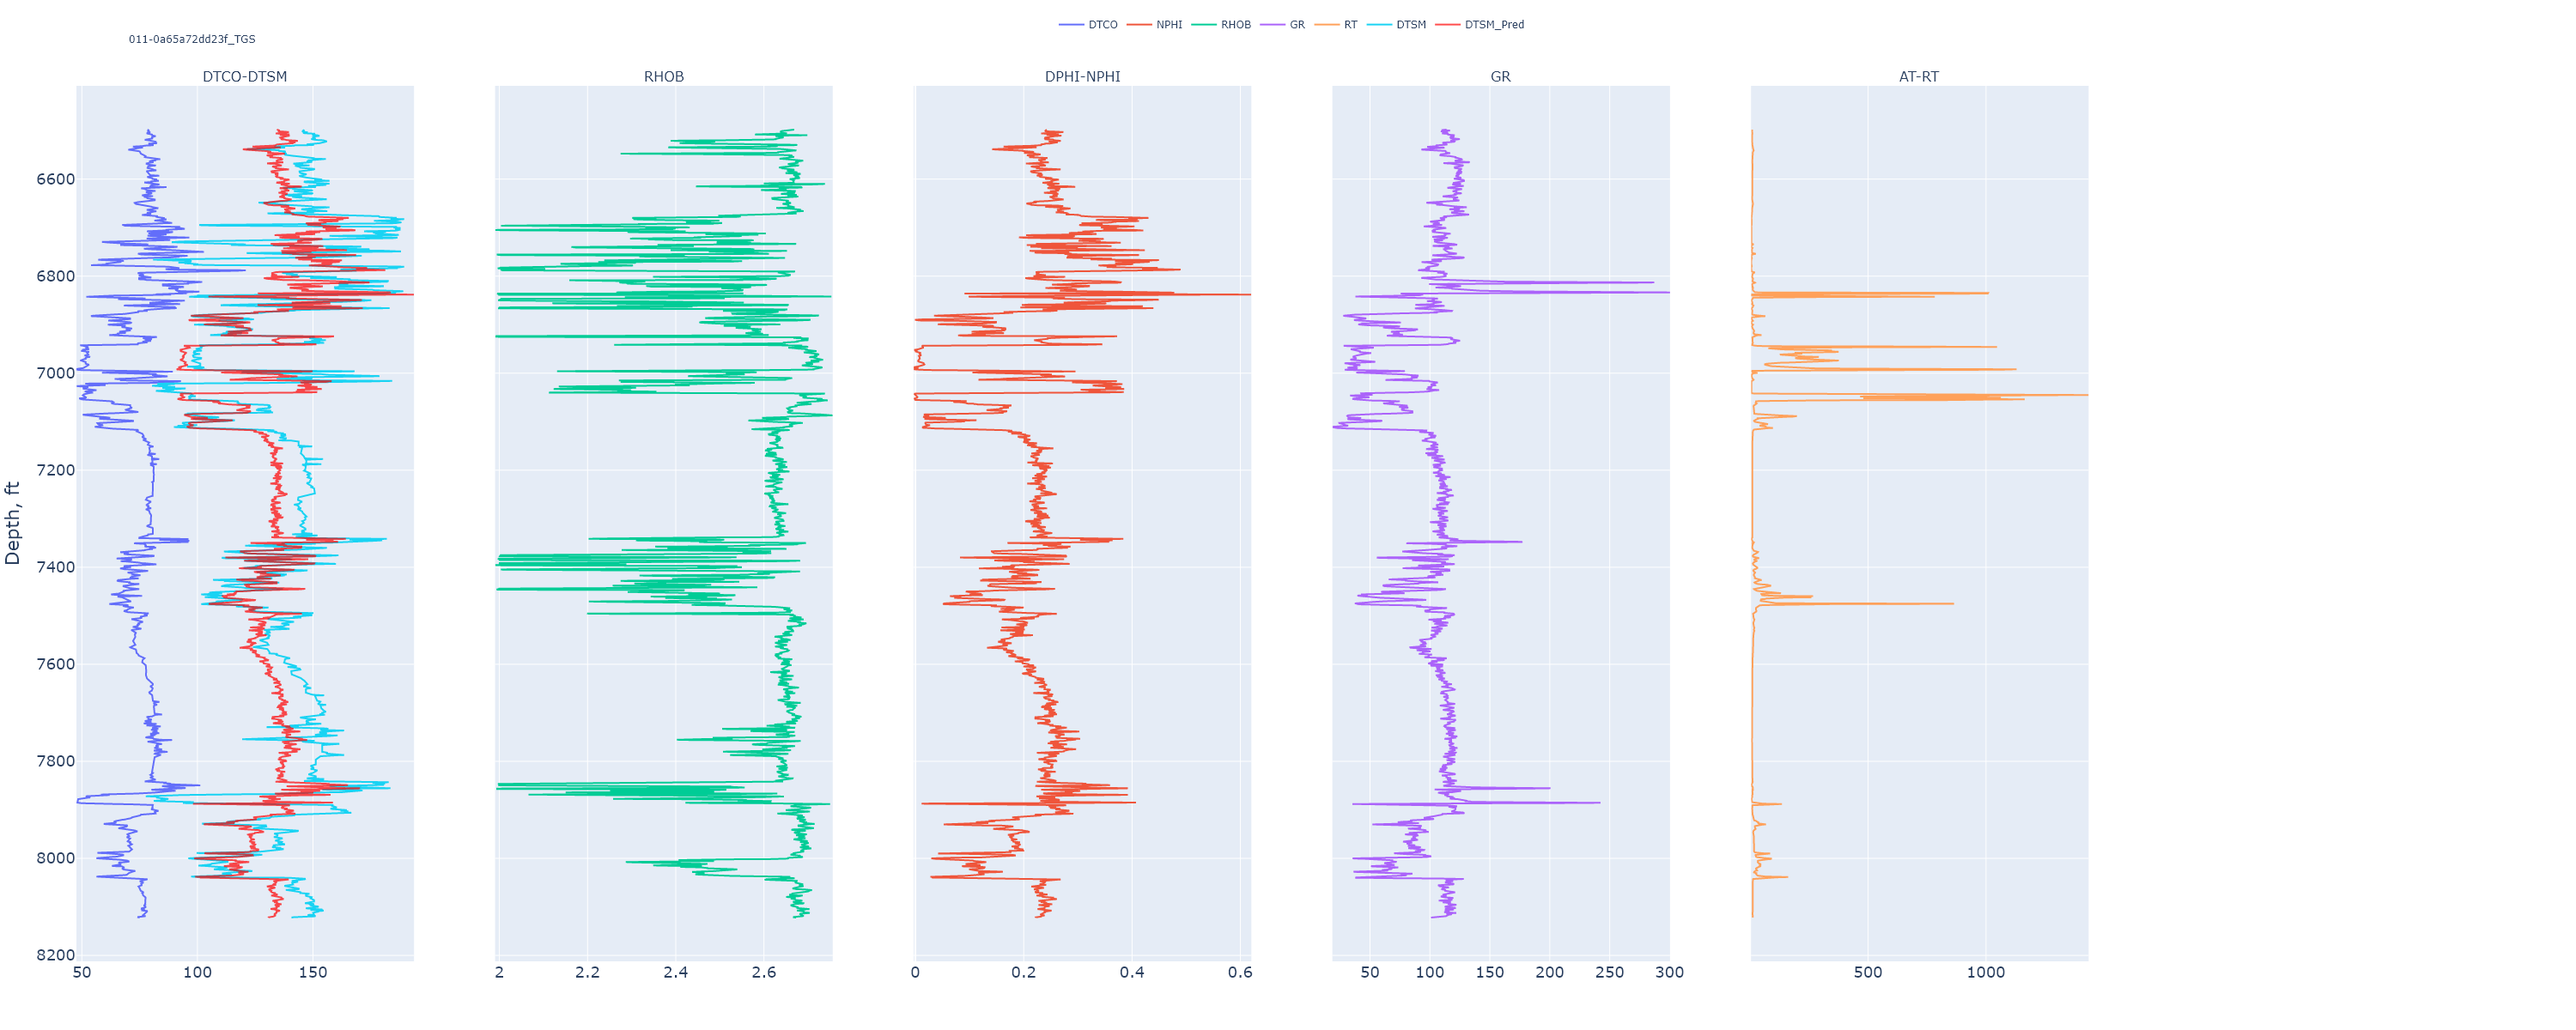 DTCO NPHI RHOB GR RT DTSM DTSM_Pred
011-0a65a72dd23f_TGS
DTCO-DTSM RHOB DPHI-NPHI GR AT-RT
Depth, ft
6600
6800
7000
7200
7400
7600
7800
8000
8200
50 100 150 2 2.2 2.4 2.6 0 0.2 0.4 0.6 50 100 150 200 250 300 500 1000